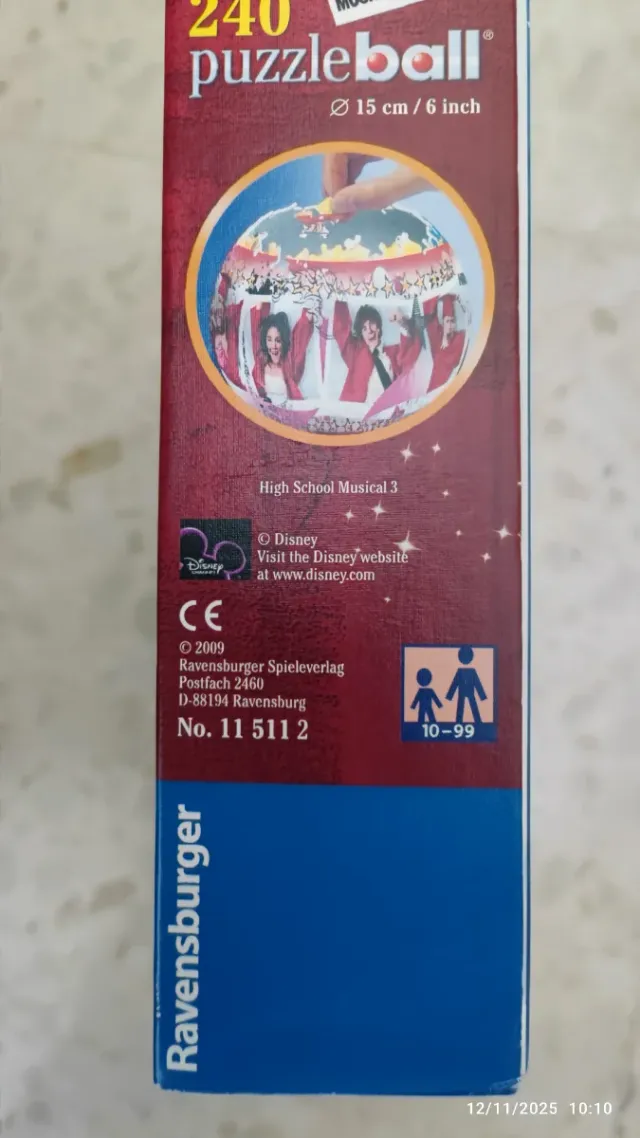 240
puzzleball®
Ø 15 cm / 6 inch
High School Musical 3
Disney
CHANNEL
© Disney
Visit the Disney website
at www.disney.com
CE
© 2009
Ravensburger Spieleverlag
Postfach 2460
D-88194 Ravensburg
No. 11 511 2
10-99
Ravensburger
12/11/2025 10:10